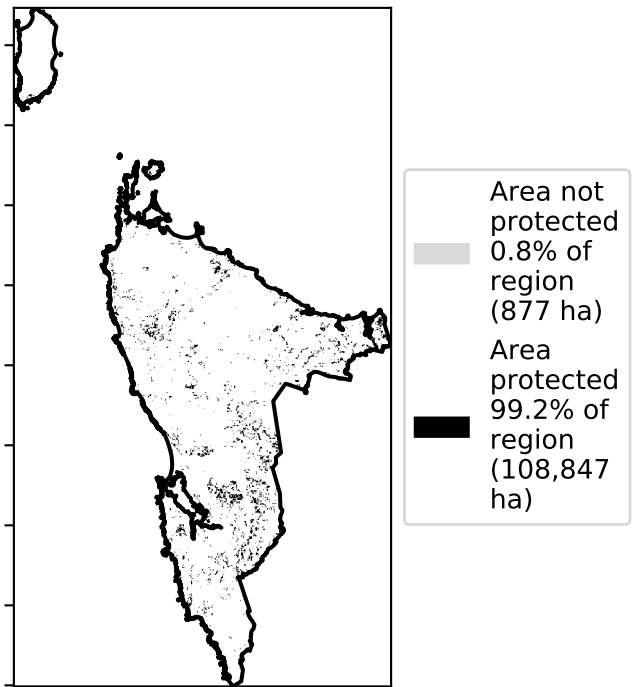 Area not
protected
0.8% of
region
(877 ha)
Area
protected
99.2% of
region
(108,847
ha)